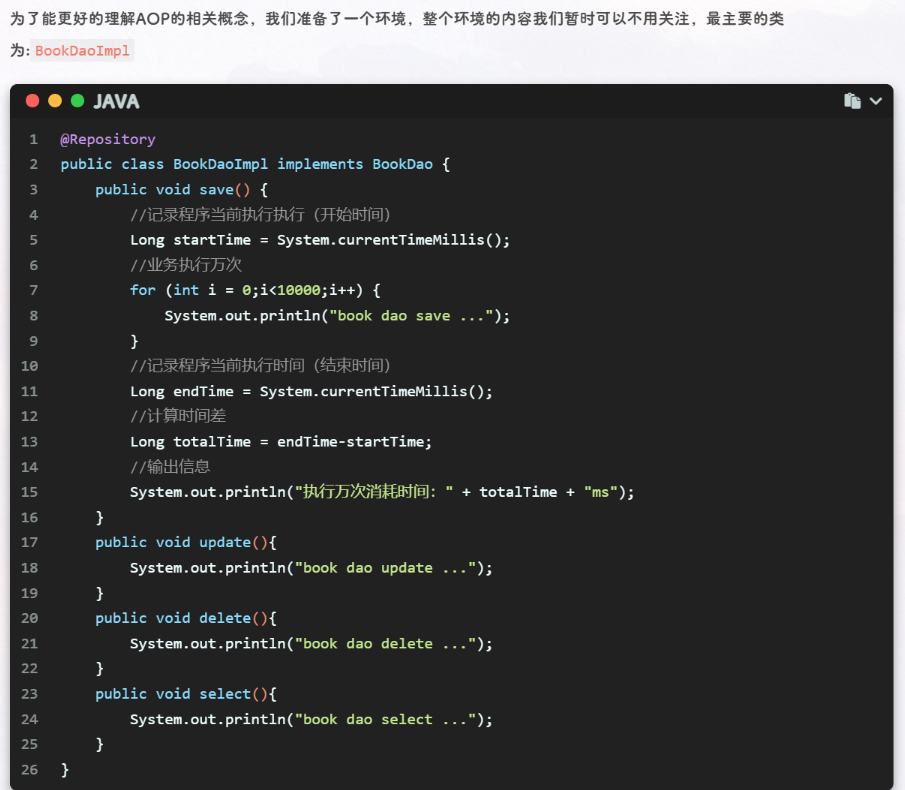 为了能更好的理解AOP的相关概念，我们准备了一个环境，整个环境的内容我们暂时可以不用关注，最主要的类
为: BookDaoImpl
JAVA
1 @Repository
2 public class BookDaoImpl implements BookDao {
3     public void save() {
4         //记录程序当前执行执行（开始时间）
5         Long startTime = System.currentTimeMillis();
6         //业务执行万次
7         for (int i = 0;i<10000;i++) {
8             System.out.println("book dao save ...");
9         }
10         //记录程序当前执行时间（结束时间）
11         Long endTime = System.currentTimeMillis();
12         //计算时间差
13         Long totalTime = endTime-startTime;
14         //输出信息
15         System.out.println("执行万次消耗时间：" + totalTime + "ms");
16     }
17     public void update(){
18         System.out.println("book dao update ...");
19     }
20     public void delete(){
21         System.out.println("book dao delete ...");
22     }
23     public void select(){
24         System.out.println("book dao select ...");
25     }
26 }